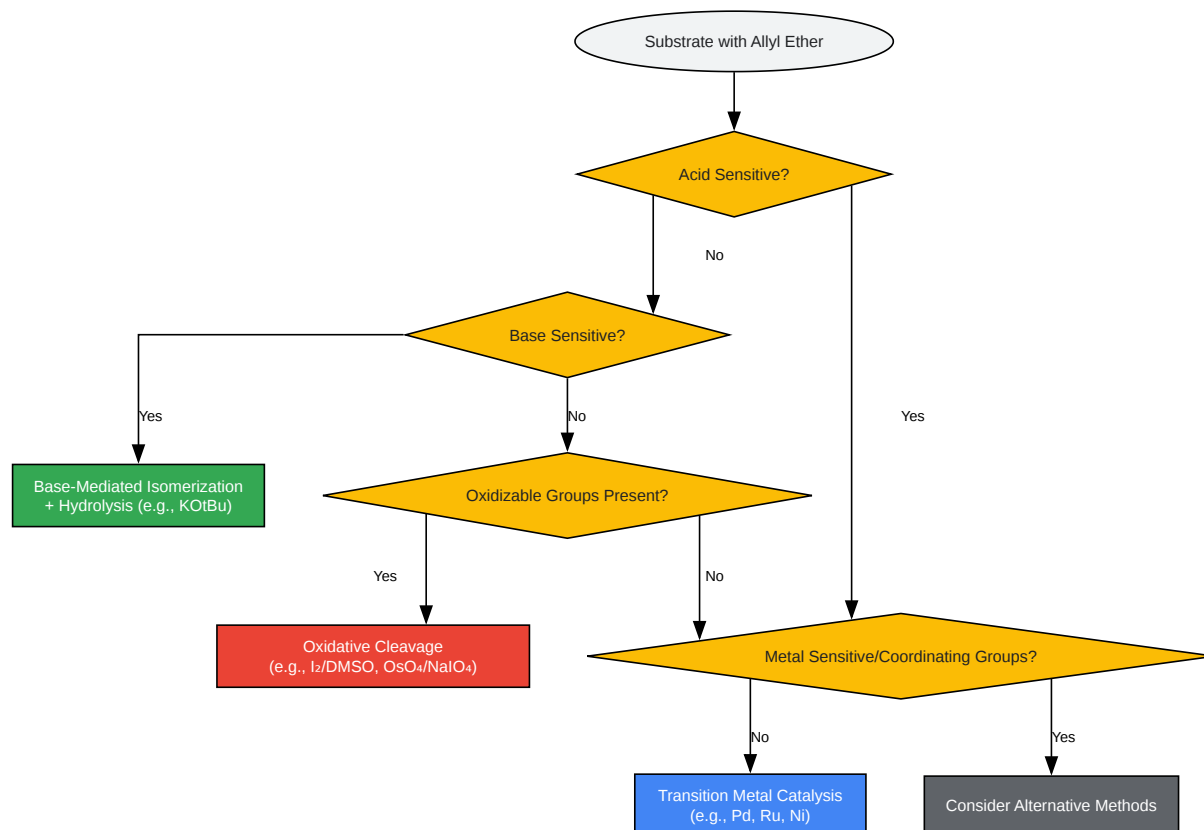 Substrate with Allyl Ether
Acid Sensitive?
No
Base Sensitive?
Yes
No
Yes
Base-Mediated Isomerization
+ Hydrolysis (e.g., KOtBu)
Oxidizable Groups Present?
Yes
No
Oxidative Cleavage
(e.g., I₂/DMSO, OsO₄/NaIO₄)
Metal Sensitive/Coordinating Groups?
No
Yes
Transition Metal Catalysis
(e.g., Pd, Ru, Ni)
Consider Alternative Methods